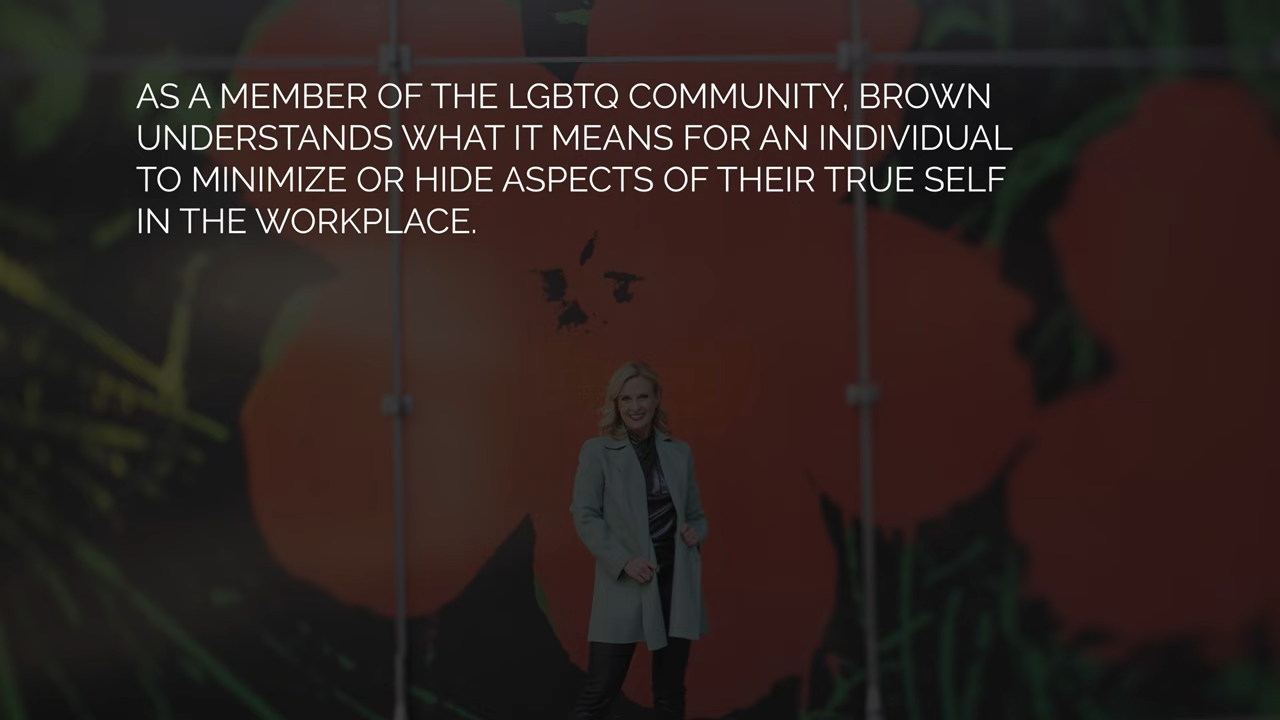 AS A MEMBER OF THE LGBTQ COMMUNITY, BROWN
UNDERSTANDS WHAT IT MEANS FOR AN INDIVIDUAL
TO MINIMIZE OR HIDE ASPECTS OF THEIR TRUE SELF
IN THE WORKPLACE.